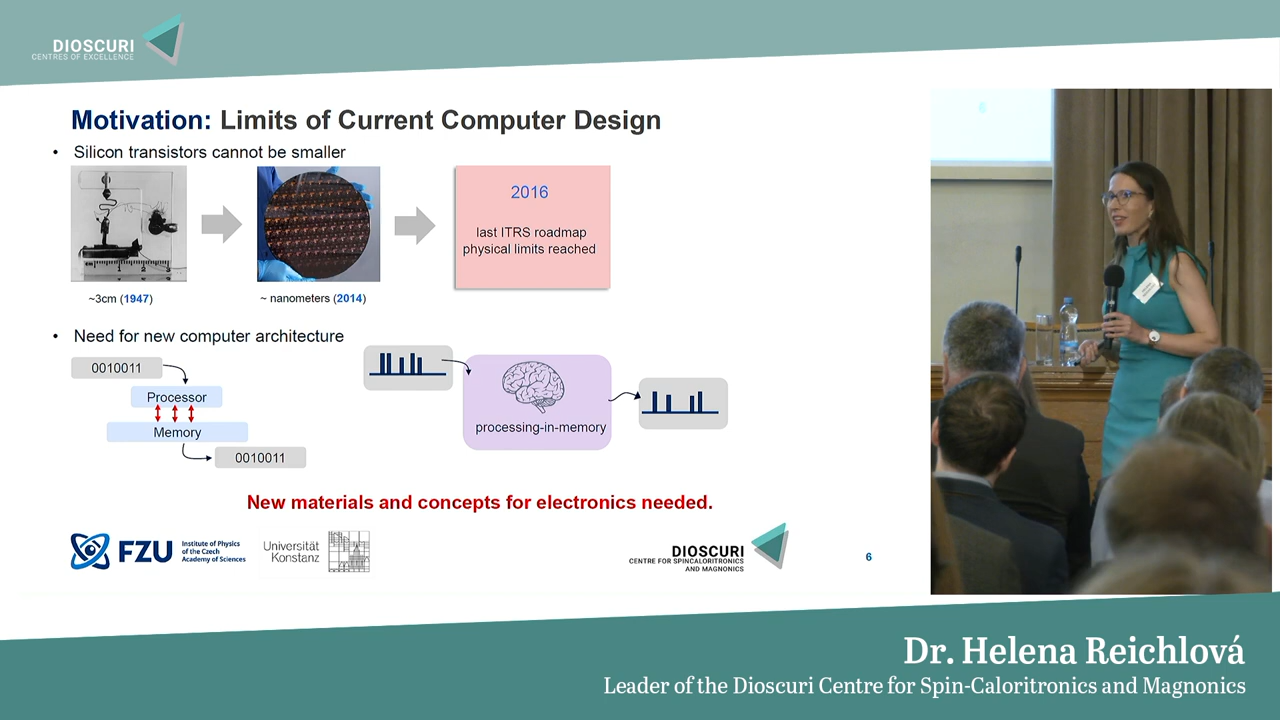 DIOSCURI
CENTRES OF EXCELLENCE
Motivation: Limits of Current Computer Design
• Silicon transistors cannot be smaller
~3cm (1947)
~ nanometers (2014)
2016
last ITRS roadmap
physical limits reached
• Need for new computer architecture
0010011
Processor
Memory
0010011
processing-in-memory
New materials and concepts for electronics needed.
FZU
Institute of Physics
of the Czech
Academy of Sciences
Universität
Konstanz
DIOSCURI
CENTRE FOR SPINCALORITRONICS
AND MAGNONICS
6
6
Dr. Helena Reichlová
Leader of the Dioscuri Centre for Spin-Caloritronics and Magnonics